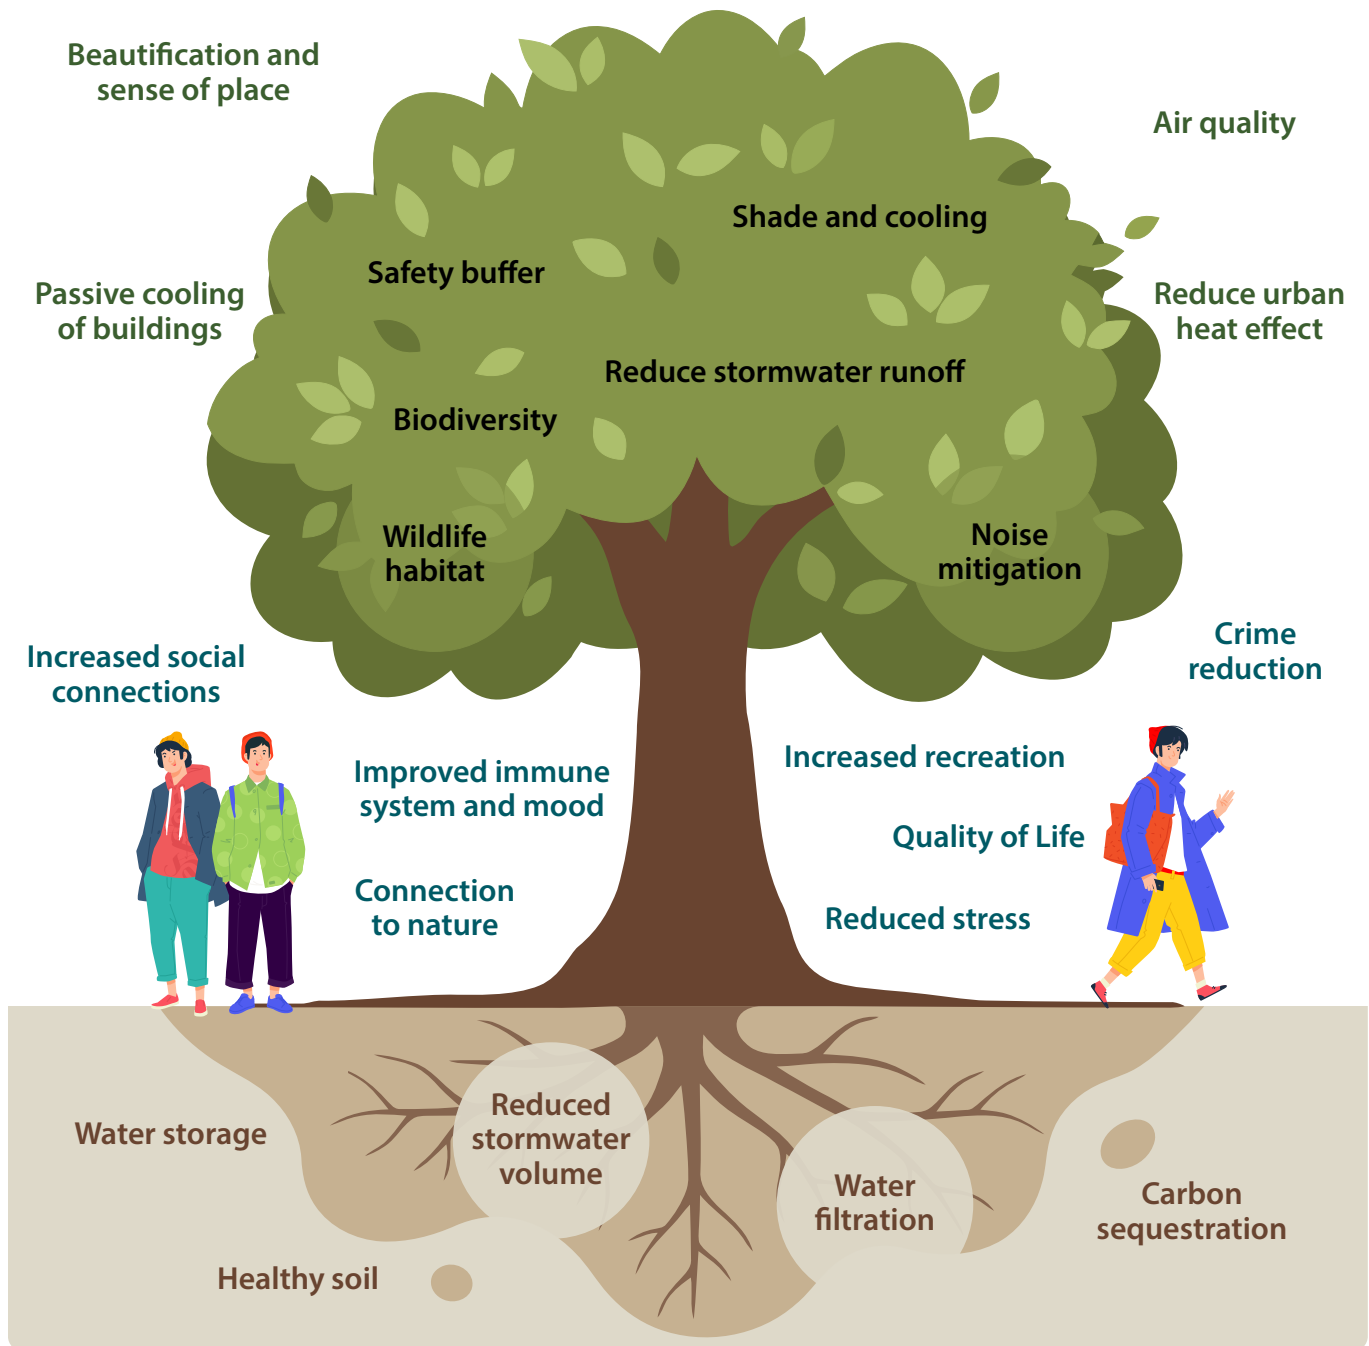 Beautification and
sense of place
Air quality
Shade and cooling
Safety buffer
Passive cooling
of buildings
Reduce urban
heat effect
Reduce stormwater runoff
Biodiversity
Wildlife
habitat
Noise
mitigation
Increased social
connections
Crime
reduction
Improved immune
system and mood
Increased recreation
Quality of Life
Connection
to nature
Reduced stress
Water storage
Reduced
stormwater
volume
Water
filtration
Carbon
sequestration
Healthy soil